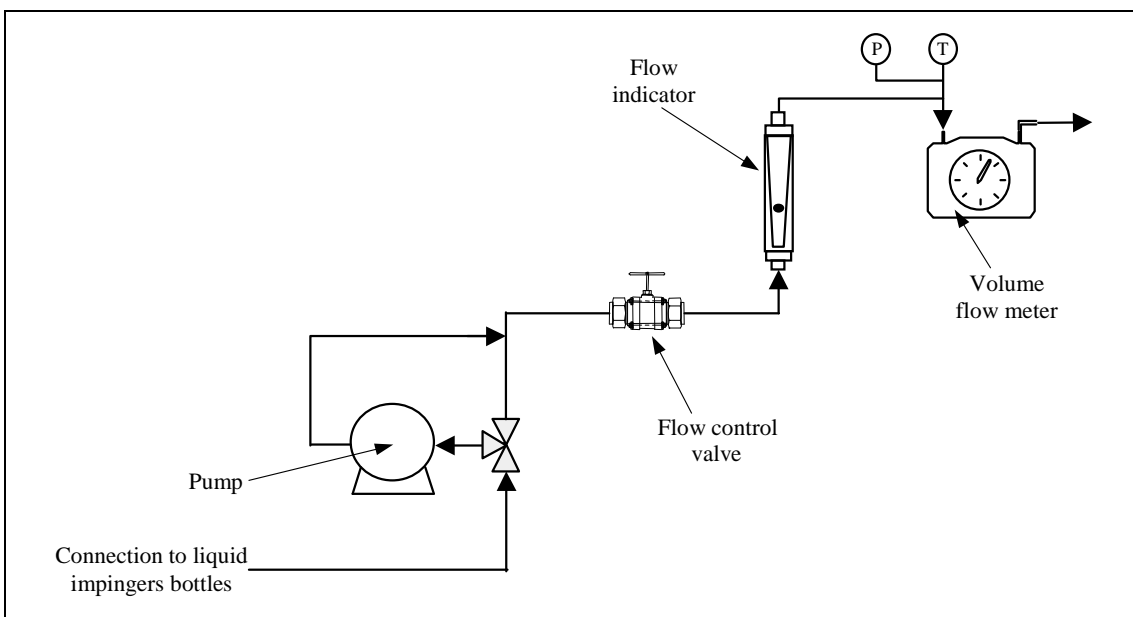 P
T
Flow
indicator
Volume
flow meter
Flow control
valve
Pump
Connection to liquid
impingers bottles